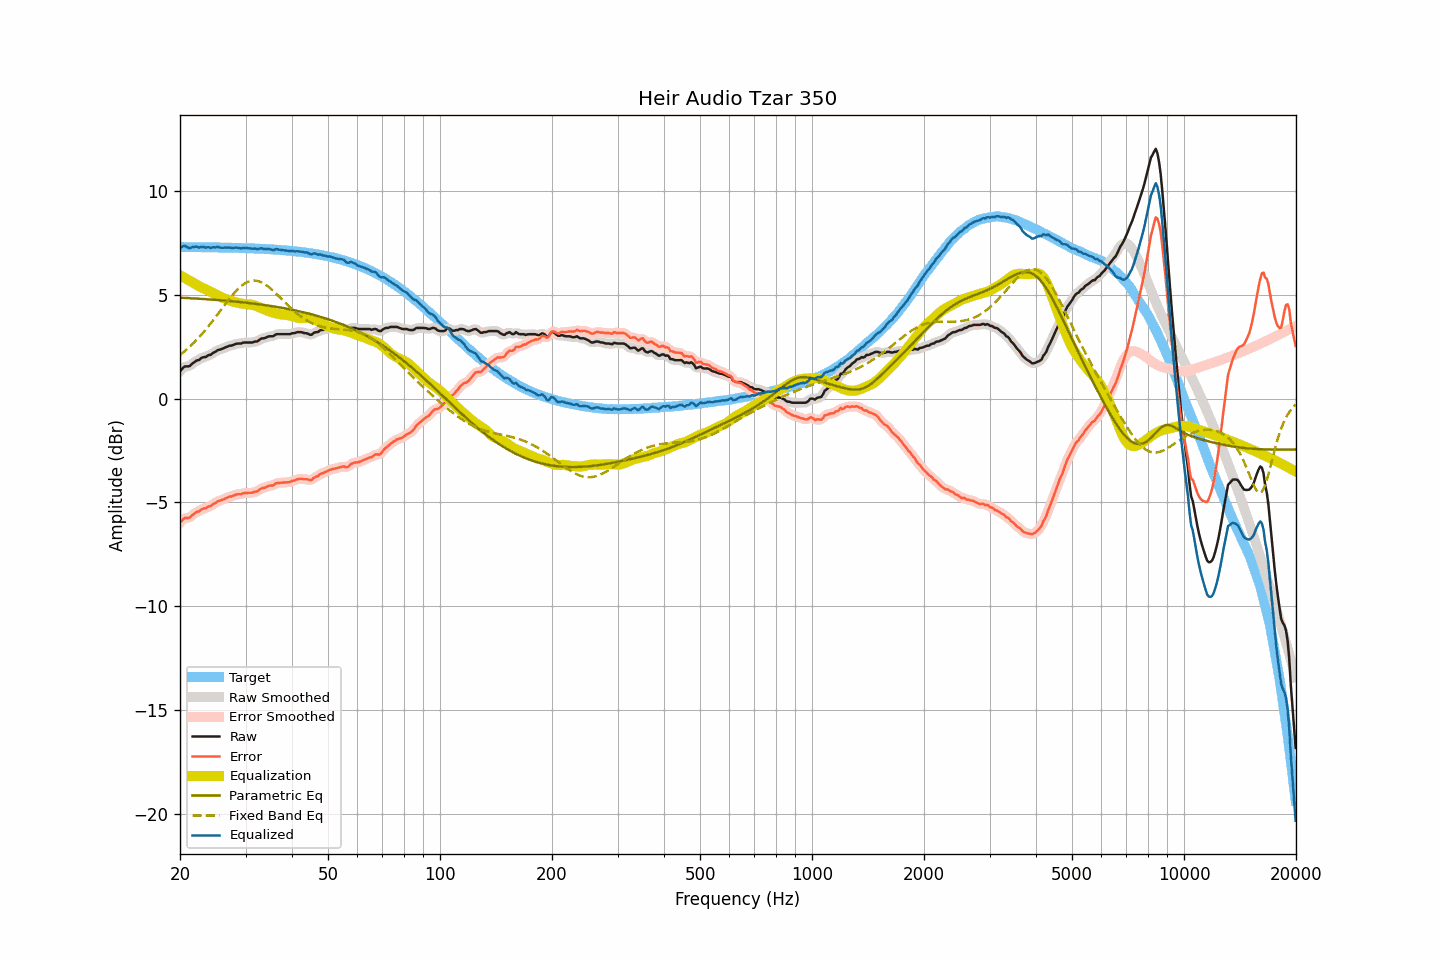 Heir Audio Tzar 350
Amplitude (dBr)
10
5
0
−5
−10
−15
−20
Target
Raw Smoothed
Error Smoothed
Raw
Error
Equalization
Parametric Eq
Fixed Band Eq
Equalized
20 50 100 200 500 1000 2000 5000 10000 20000
Frequency (Hz)